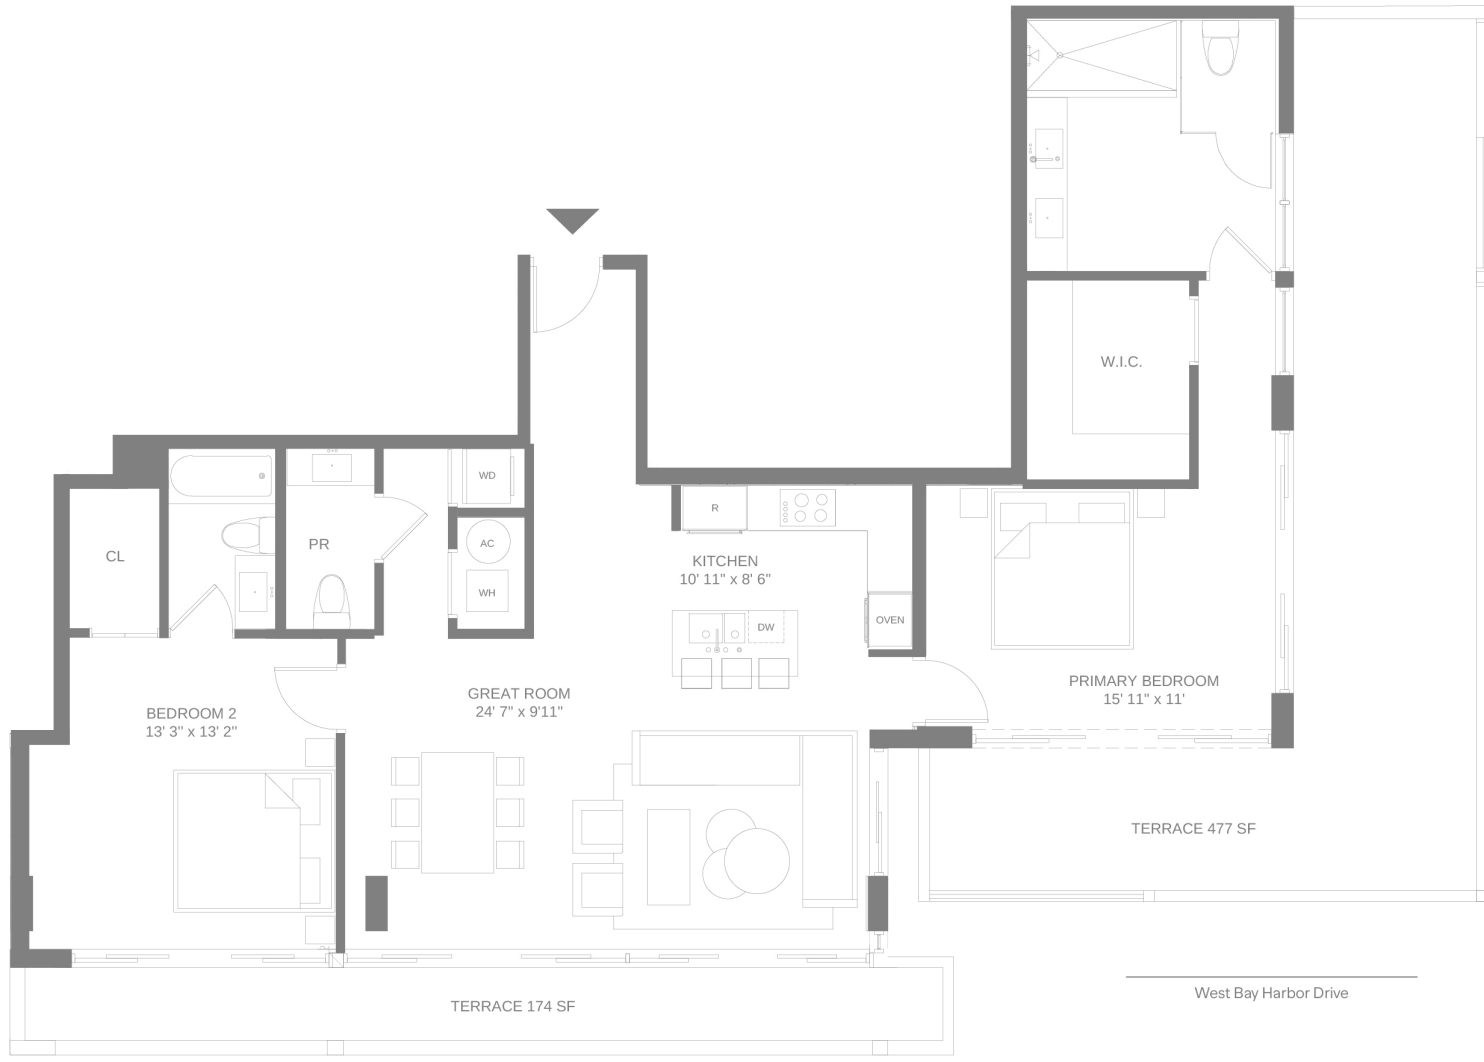 W.I.C.
WD
CL
PR
AC
WH
R
KITCHEN
10' 11" x 8' 6"
OVEN
DW
GREAT ROOM
24' 7" x 9'11"
PRIMARY BEDROOM
15' 11" x 11'
BEDROOM 2
13' 3" x 13' 2"
TERRACE 477 SF
TERRACE 174 SF
West Bay Harbor Drive